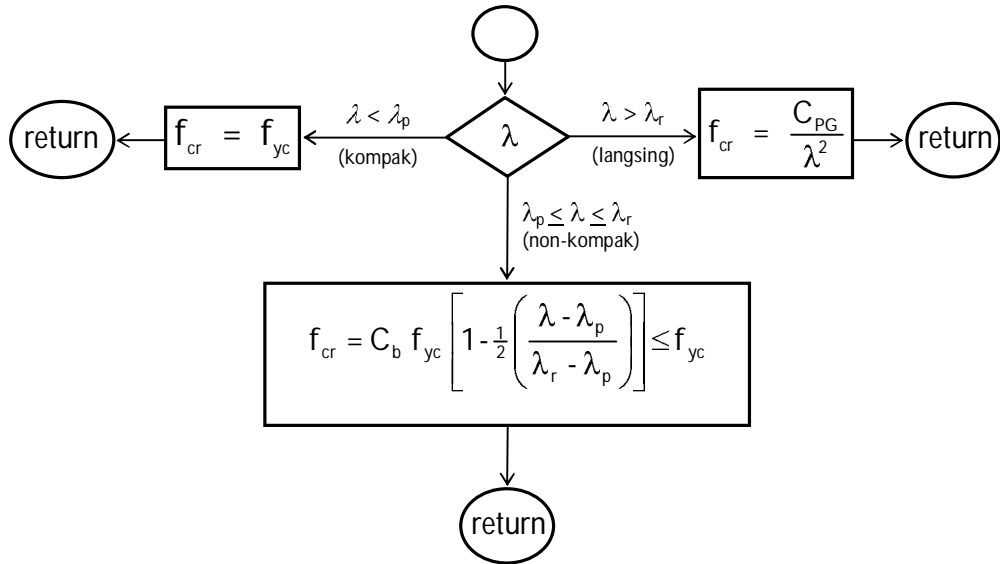 return
f_cr = f_yc
λ < λ_p
(kompak)
λ
λ > λ_r
(langsing)
f_cr = C_PG / λ²
return
λ_p ≤ λ ≤ λ_r
(non-kompak)
f_cr = C_b f_yc [1 - ½ ((λ - λ_p) / (λ_r - λ_p))] ≤ f_yc
return